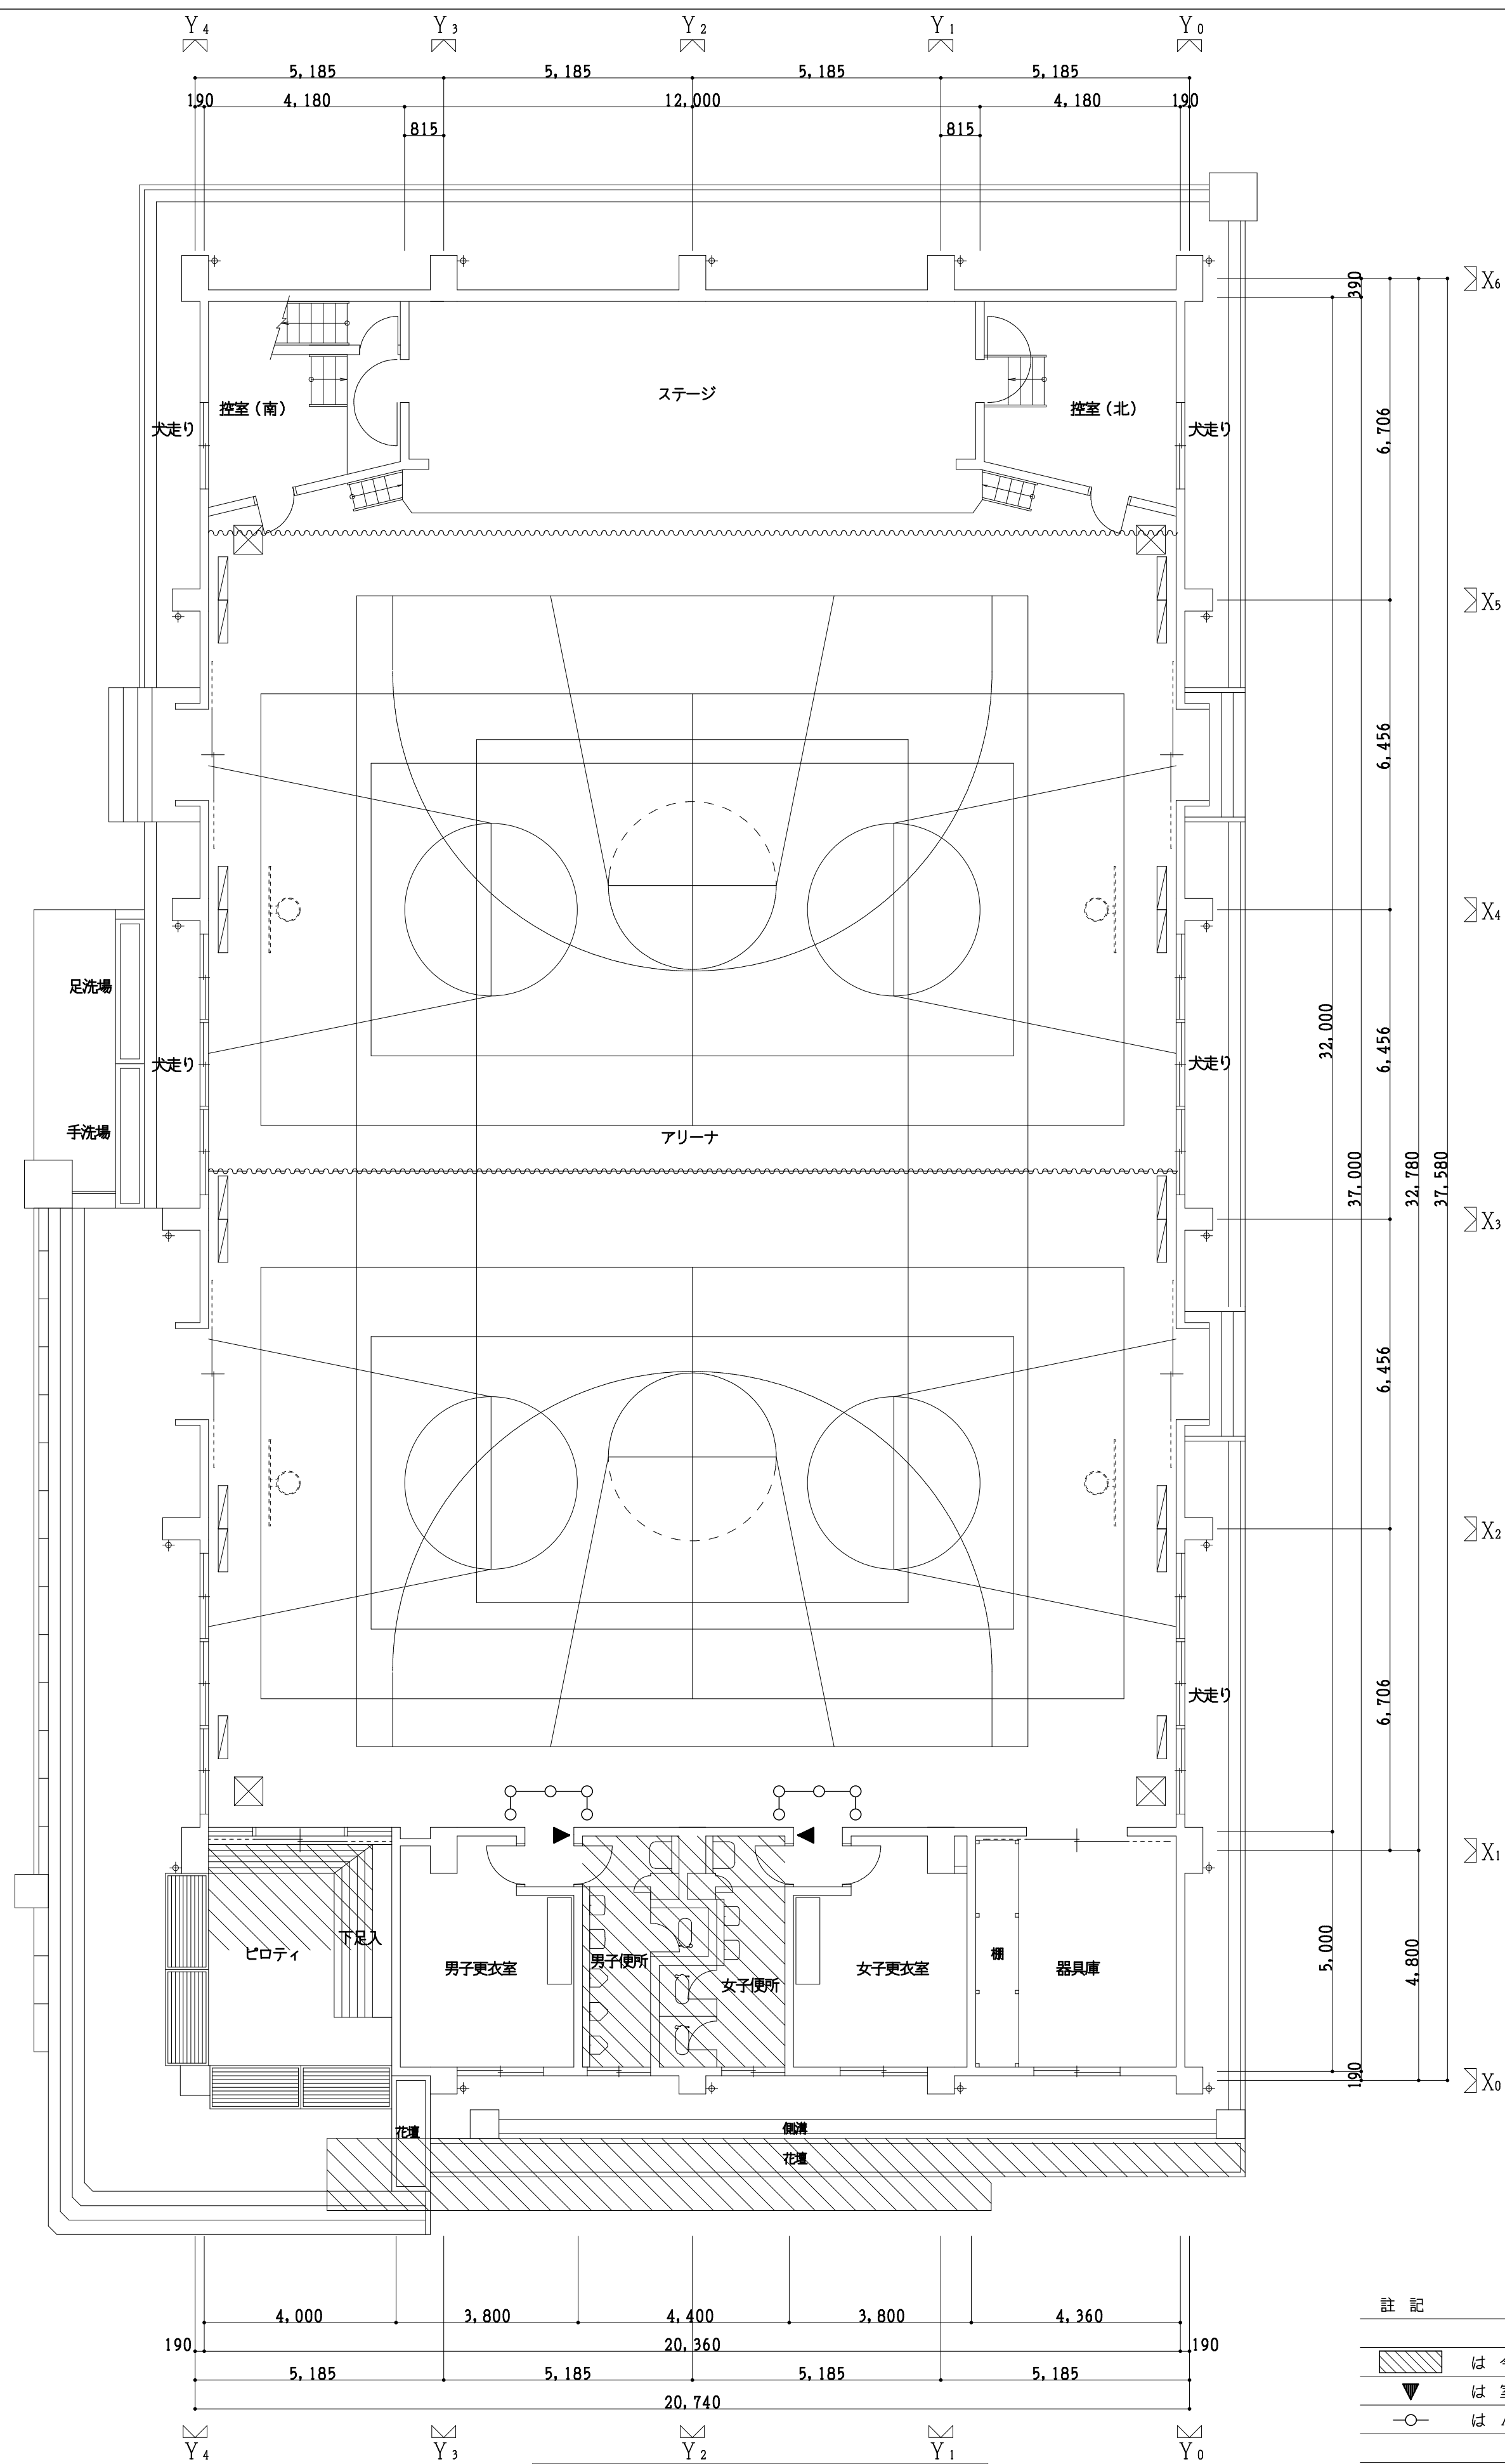 Y4 Y3 Y2 Y1 Y0
5,185 5,185 5,185 5,185
190 4,180 12,000 4,180 190
815 815
X6
390
ステージ
控室（南） 控室（北）
犬走り 犬走り
6,706
X5
6,456
X4
足洗場
32,000
6,456
犬走り 犬走り
手洗場
アリーナ
37,000
32,780
37,580
X3
6,456
X2
犬走り
6,706
X1
下足入
ピロティ
男子更衣室
男子便所
女子便所
女子更衣室
棚
器具庫
5,000
4,800
190
X0
花壇
側溝
花壇
4,000 3,800 4,400 3,800 4,360
190 20,360 190
5,185 5,185 5,185 5,185
20,740
Y4 Y3 Y2 Y1 Y0
註 記
は
は
は